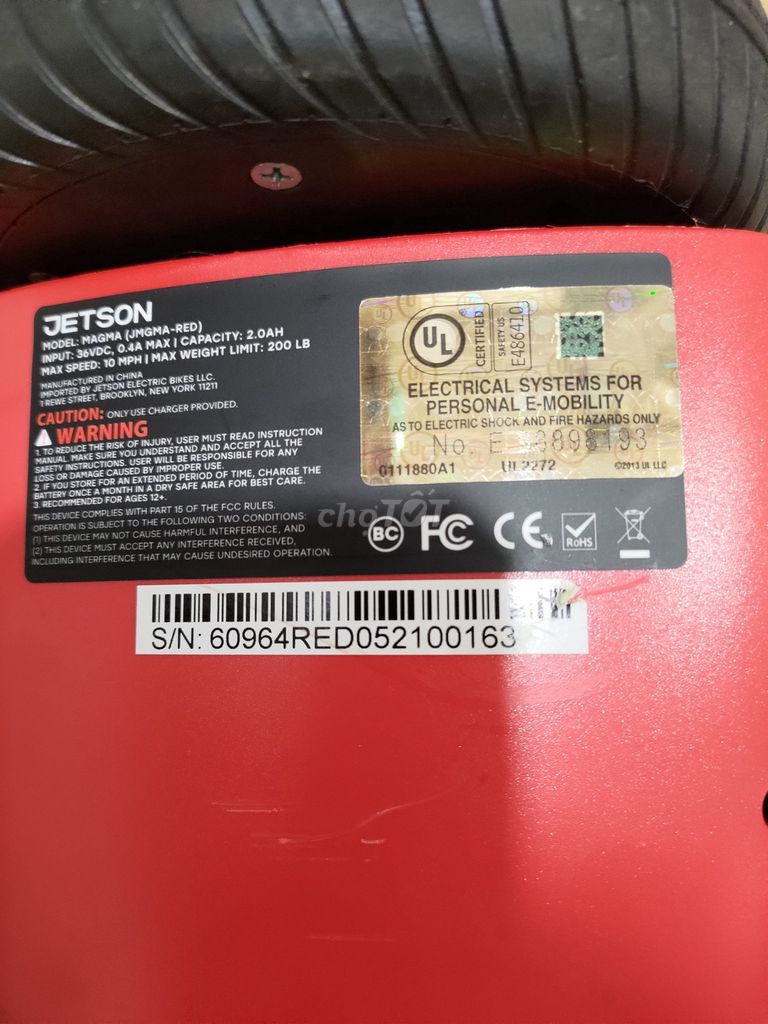 JETSON
MODEL: MAGMA (JMGMA-RED)
INPUT: 36VDC, 0.4A MAX | CAPACITY: 2.0AH
MAX SPEED: 10 MPH | MAX WEIGHT LIMIT: 200 LB
MANUFACTURED IN CHINA
IMPORTED BY JETSON ELECTRIC BIKES LLC.
1 REWE STREET, BROOKLYN, NEW YORK 11211
CAUTION: ONLY USE CHARGER PROVIDED.
WARNING
1. TO REDUCE THE RISK OF INJURY, USER MUST READ INSTRUCTION
MANUAL. MAKE SURE YOU UNDERSTAND AND ACCEPT ALL THE
SAFETY INSTRUCTIONS. USER WILL BE RESPONSIBLE FOR ANY
LOSS OR DAMAGE CAUSED BY IMPROPER USE.
2. IF YOU STORE FOR AN EXTENDED PERIOD OF TIME, CHARGE THE
BATTERY ONCE A MONTH IN A DRY SAFE AREA FOR BEST CARE.
3. RECOMMENDED FOR AGES 12+.
THIS DEVICE COMPLIES WITH PART 15 OF THE FCC RULES.
OPERATION IS SUBJECT TO THE FOLLOWING TWO CONDITIONS:
(1) THIS DEVICE MAY NOT CAUSE HARMFUL INTERFERENCE, AND
(2) THIS DEVICE MUST ACCEPT ANY INTERFERENCE RECEIVED,
INCLUDING INTERFERENCE THAT MAY CAUSE UNDESIRED OPERATION.
UL
CERTIFIED
SAFETY US
E486410
ELECTRICAL SYSTEMS FOR
PERSONAL E-MOBILITY
AS TO ELECTRIC SHOCK AND FIRE HAZARDS ONLY
No E
0111880A1 UL2272 ©2013 UL LLC
chợTỐT
BC FC CE RoHS
S/N: 60964RED052100163